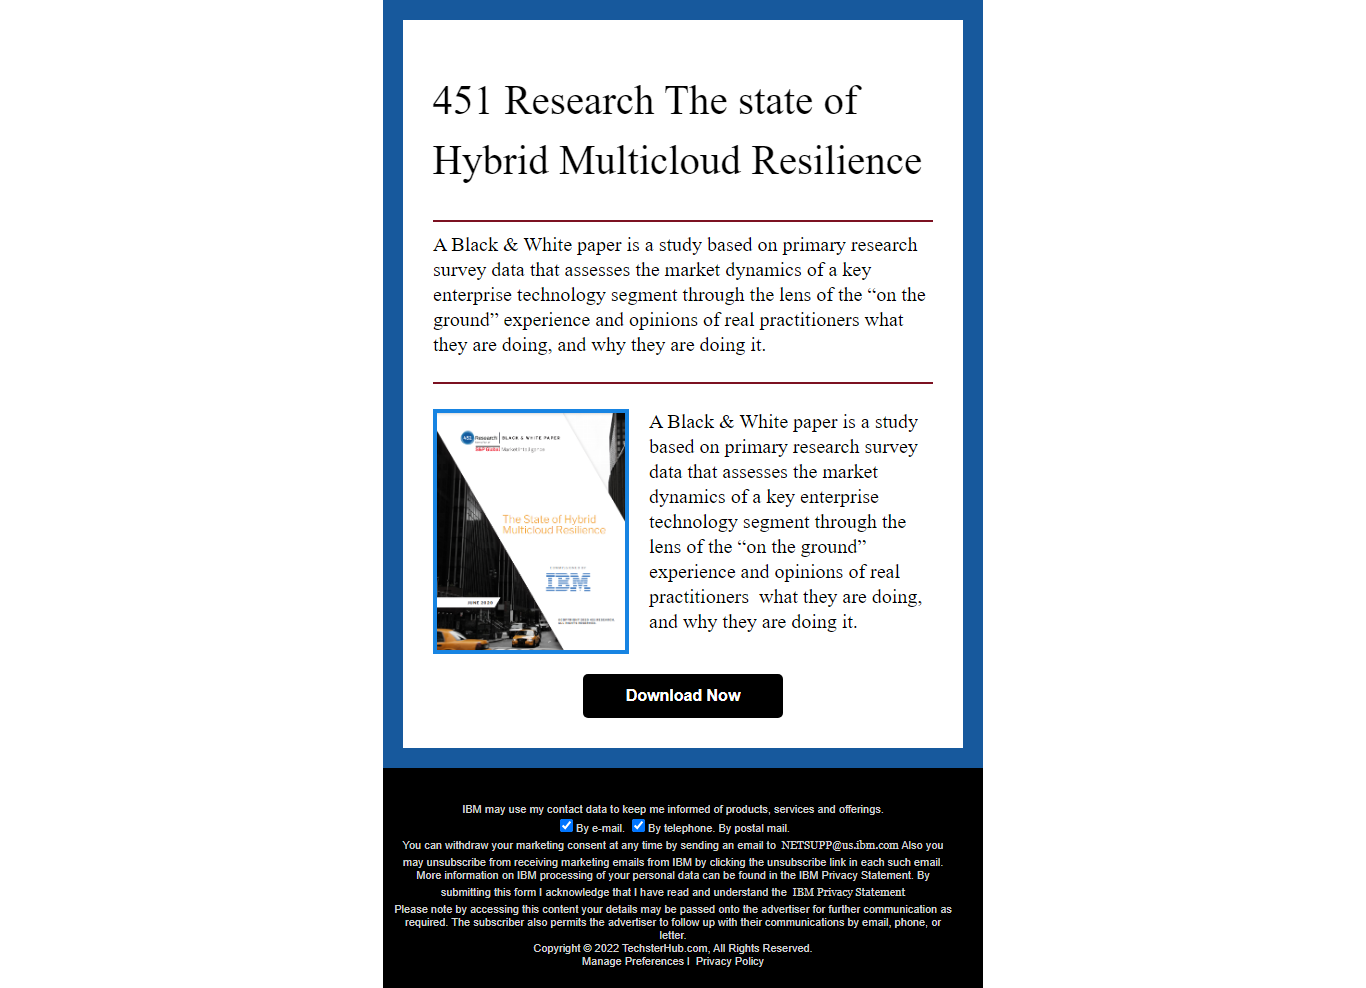 451 Research The state of
Hybrid Multicloud Resilience
A Black & White paper is a study based on primary research
survey data that assesses the market dynamics of a key
enterprise technology segment through the lens of the “on the
ground” experience and opinions of real practitioners what
they are doing, and why they are doing it.
451 Research BLACK & WHITE PAPER
S&P Global Market Intelligence
The State of Hybrid
Multicloud Resilience
IBM
JUNE 2020
A Black & White paper is a study
based on primary research survey
data that assesses the market
dynamics of a key enterprise
technology segment through the
lens of the “on the ground”
experience and opinions of real
practitioners  what they are doing,
and why they are doing it.
Download Now
IBM may use my contact data to keep me informed of products, services and offerings.
By e-mail. By telephone. By postal mail.
You can withdraw your marketing consent at any time by sending an email to NETSUPP@us.ibm.com Also you
may unsubscribe from receiving marketing emails from IBM by clicking the unsubscribe link in each such email.
More information on IBM processing of your personal data can be found in the IBM Privacy Statement. By
submitting this form I acknowledge that I have read and understand the IBM Privacy Statement
Please note by accessing this content your details may be passed onto the advertiser for further communication as
required. The subscriber also permits the advertiser to follow up with their communications by email, phone, or
letter.
Copyright © 2022 TechsterHub.com, All Rights Reserved.
Manage Preferences I Privacy Policy